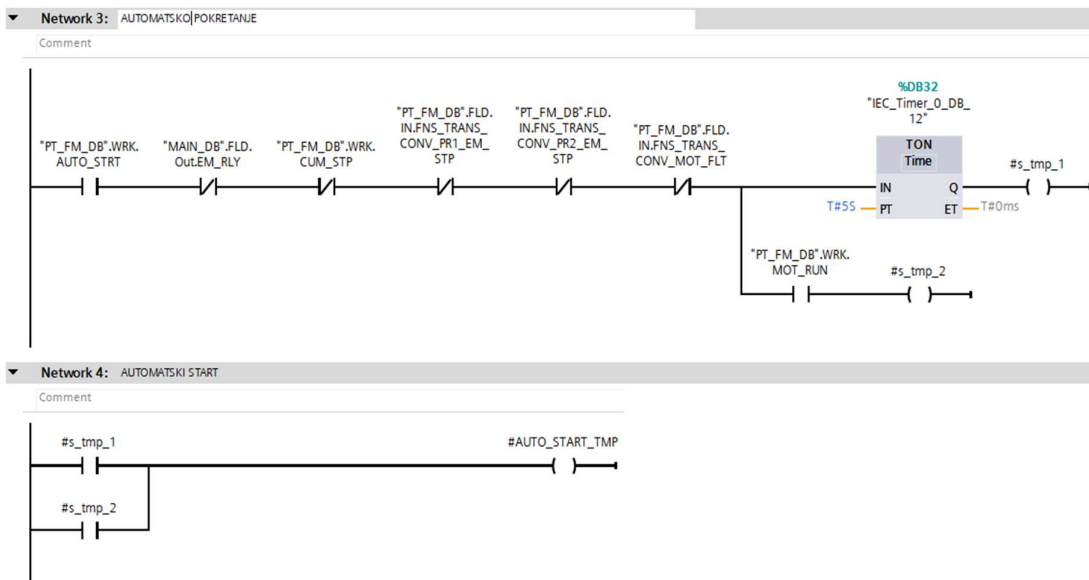 Network 3: AUTOMATSKO POKRETANJE
Comment
%DB32
"IEC_Timer_0_DB_
12"
"PT_FM_DB".WRK.
AUTO_STRT
"MAIN_DB".FLD.
Out.EM_RLY
"PT_FM_DB".WRK.
CUM_STP
"PT_FM_DB".FLD.
IN.FNS_TRANS_
CONV_PR1_EM_
STP
"PT_FM_DB".FLD.
IN.FNS_TRANS_
CONV_PR2_EM_
STP
"PT_FM_DB".FLD.
IN.FNS_TRANS_
CONV_MOT_FLT
TON
Time
#s_tmp_1
IN Q
T#5S PT ET T#0ms
"PT_FM_DB".WRK.
MOT_RUN
#s_tmp_2
Network 4: AUTOMATSKI START
Comment
#s_tmp_1 #AUTO_START_TMP
#s_tmp_2